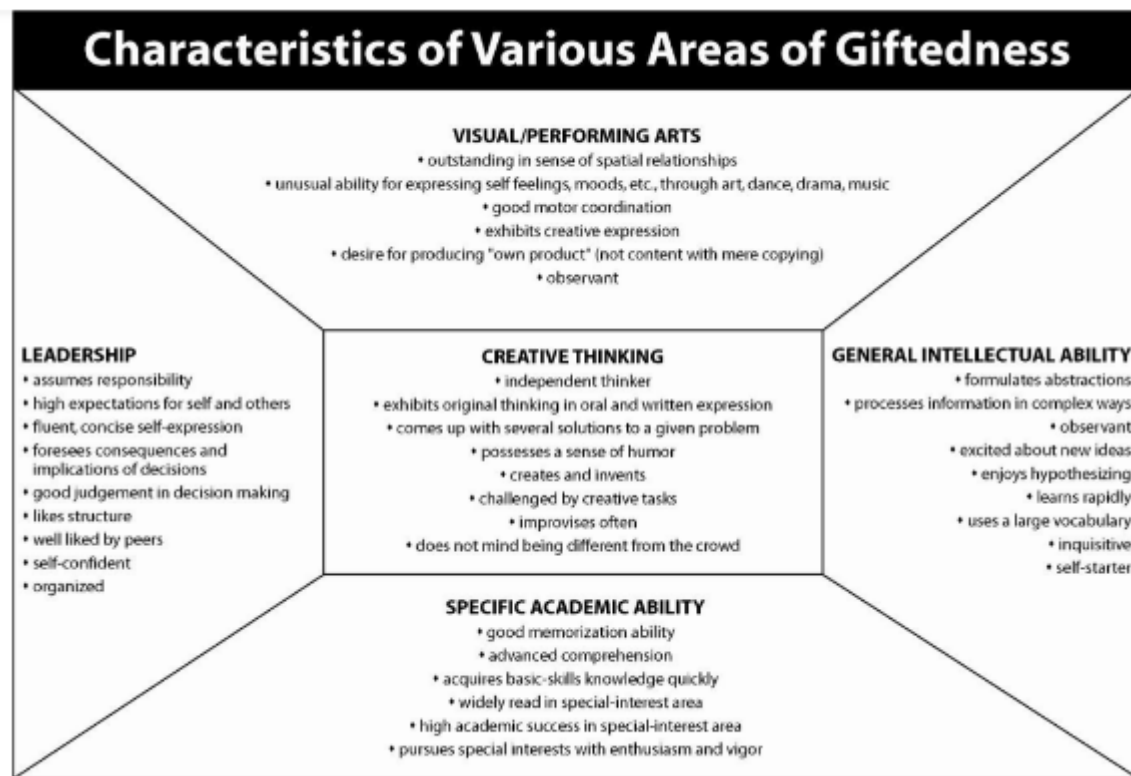 Characteristics of Various Areas of Giftedness
VISUAL/PERFORMING ARTS
• outstanding in sense of spatial relationships
• unusual ability for expressing self feelings, moods, etc., through art, dance, drama, music
• good motor coordination
• exhibits creative expression
• desire for producing "own product" (not content with mere copying)
• observant
LEADERSHIP
• assumes responsibility
• high expectations for self and others
• fluent, concise self-expression
• foresees consequences and
implications of decisions
• good judgement in decision making
• likes structure
• well liked by peers
• self-confident
• organized
CREATIVE THINKING
• independent thinker
• exhibits original thinking in oral and written expression
• comes up with several solutions to a given problem
• possesses a sense of humor
• creates and invents
• challenged by creative tasks
• improvises often
• does not mind being different from the crowd
GENERAL INTELLECTUAL ABILITY
• formulates abstractions
• processes information in complex ways
• observant
• excited about new ideas
• enjoys hypothesizing
• learns rapidly
• uses a large vocabulary
• inquisitive
• self-starter
SPECIFIC ACADEMIC ABILITY
• good memorization ability
• advanced comprehension
• acquires basic-skills knowledge quickly
• widely read in special-interest area
• high academic success in special-interest area
• pursues special interests with enthusiasm and vigor